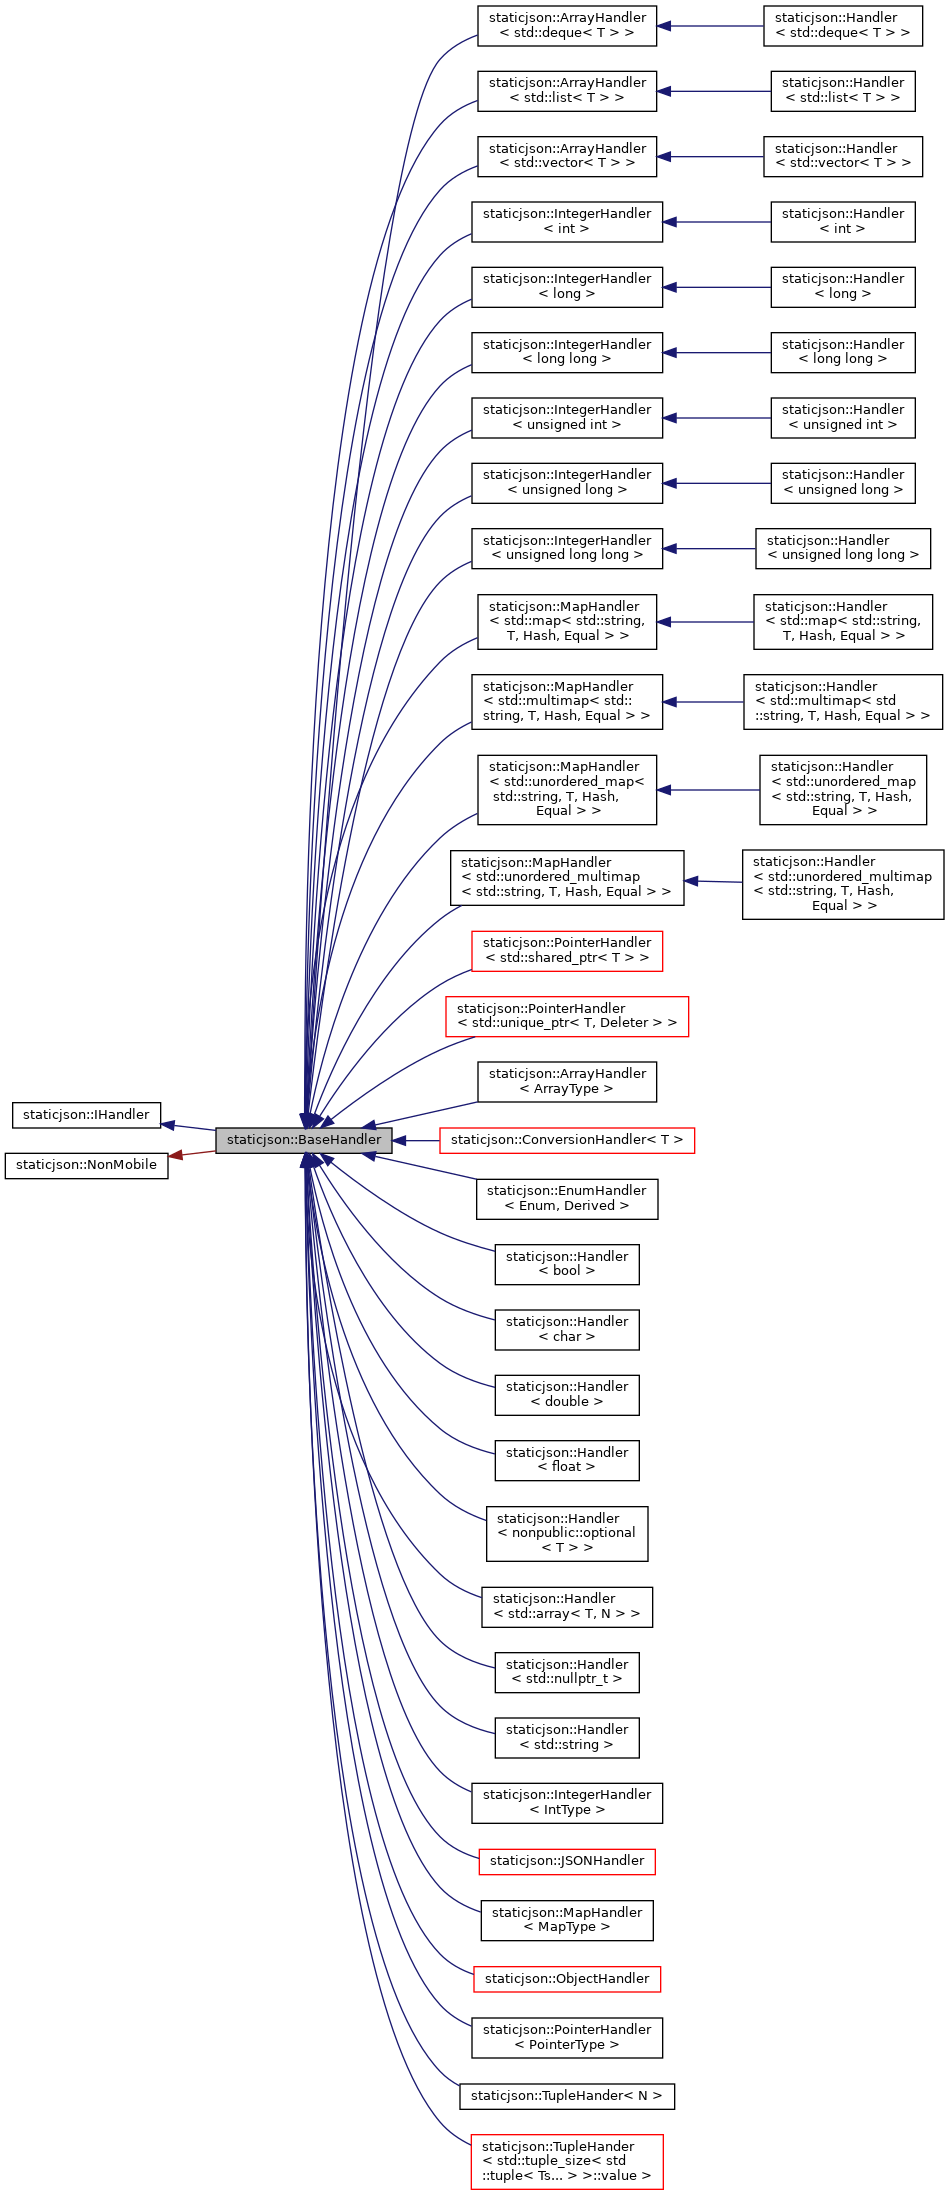 staticjson::IHandler
staticjson::NonMobile
staticjson::BaseHandler
staticjson::ArrayHandler
< std::deque< T > >
staticjson::Handler
< std::deque< T > >
staticjson::ArrayHandler
< std::list< T > >
staticjson::Handler
< std::list< T > >
staticjson::ArrayHandler
< std::vector< T > >
staticjson::Handler
< std::vector< T > >
staticjson::IntegerHandler
< int >
staticjson::Handler
< int >
staticjson::IntegerHandler
< long >
staticjson::Handler
< long >
staticjson::IntegerHandler
< long long >
staticjson::Handler
< long long >
staticjson::IntegerHandler
< unsigned int >
staticjson::Handler
< unsigned int >
staticjson::IntegerHandler
< unsigned long >
staticjson::Handler
< unsigned long >
staticjson::IntegerHandler
< unsigned long long >
staticjson::Handler
< unsigned long long >
staticjson::MapHandler
< std::map< std::string,
T, Hash, Equal > >
staticjson::Handler
< std::map< std::string,
T, Hash, Equal > >
staticjson::MapHandler
< std::multimap< std::
string, T, Hash, Equal > >
staticjson::Handler
< std::multimap< std
::string, T, Hash, Equal > >
staticjson::MapHandler
< std::unordered_map<
std::string, T, Hash,
Equal > >
staticjson::Handler
< std::unordered_map
< std::string, T, Hash,
Equal > >
staticjson::MapHandler
< std::unordered_multimap
< std::string, T, Hash, Equal > >
staticjson::Handler
< std::unordered_multimap
< std::string, T, Hash,
Equal > >
staticjson::PointerHandler
< std::shared_ptr< T > >
staticjson::PointerHandler
< std::unique_ptr< T, Deleter > >
staticjson::ArrayHandler
< ArrayType >
staticjson::ConversionHandler< T >
staticjson::EnumHandler
< Enum, Derived >
staticjson::Handler
< bool >
staticjson::Handler
< char >
staticjson::Handler
< double >
staticjson::Handler
< float >
staticjson::Handler
< nonpublic::optional
< T > >
staticjson::Handler
< std::array< T, N > >
staticjson::Handler
< std::nullptr_t >
staticjson::Handler
< std::string >
staticjson::IntegerHandler
< IntType >
staticjson::JSONHandler
staticjson::MapHandler
< MapType >
staticjson::ObjectHandler
staticjson::PointerHandler
< PointerType >
staticjson::TupleHander< N >
staticjson::TupleHander
< std::tuple_size< std
::tuple< Ts... > >::value >